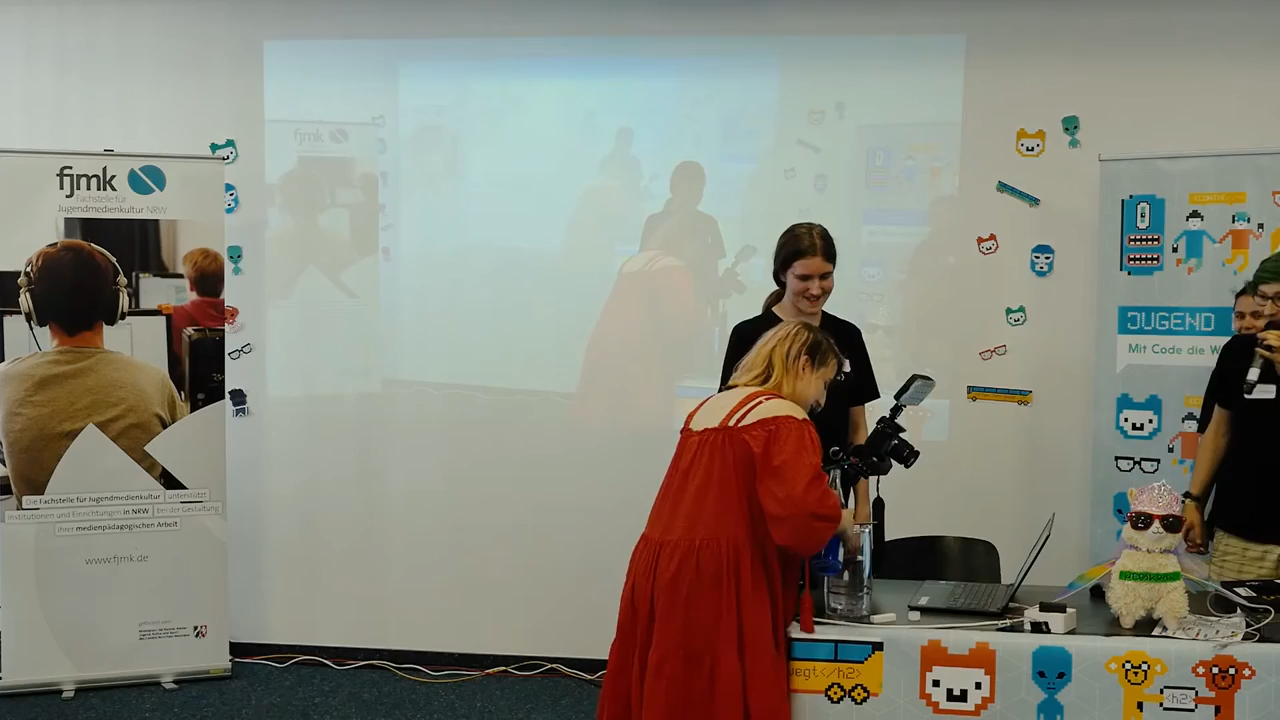 fjmk
Fachstelle für
Jugendmedienkultur NRW
Die Fachstelle für Jugendmedienkultur unterstützt
Institutionen und Einrichtungen in NRW bei der Gestaltung
ihrer medienpädagogischen Arbeit
www.fjmk.de
fjmk
JUGEND
Mit Code die W
wegt</h2>
<h2>